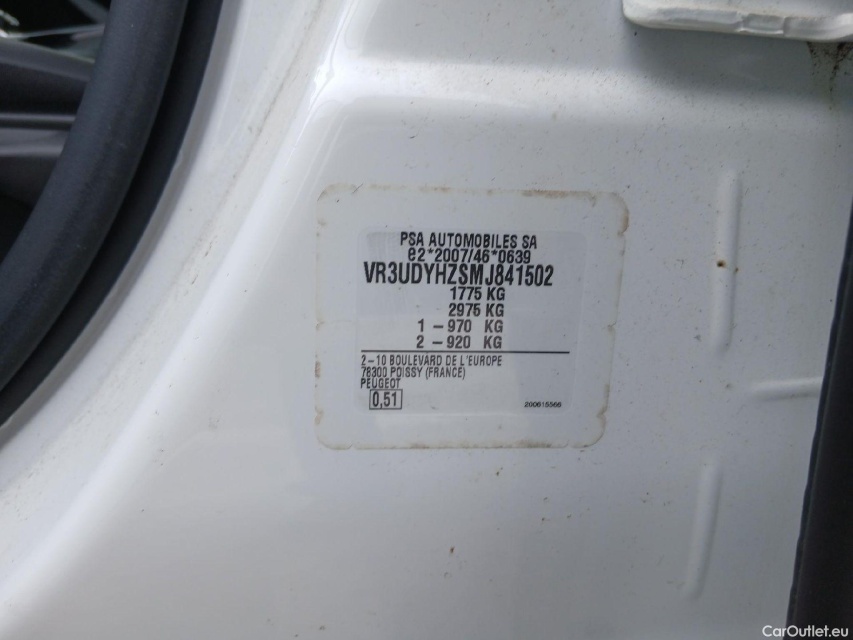 PSA AUTOMOBILES SA
e2*2007/46*0639
VR3UDYHZSMJ841502
1775 KG
2975 KG
1 – 970 KG
2 – 920 KG
2–10 BOULEVARD DE L'EUROPE
78300 POISSY (FRANCE)
PEUGEOT
0,51
200615566
CarOutlet.eu